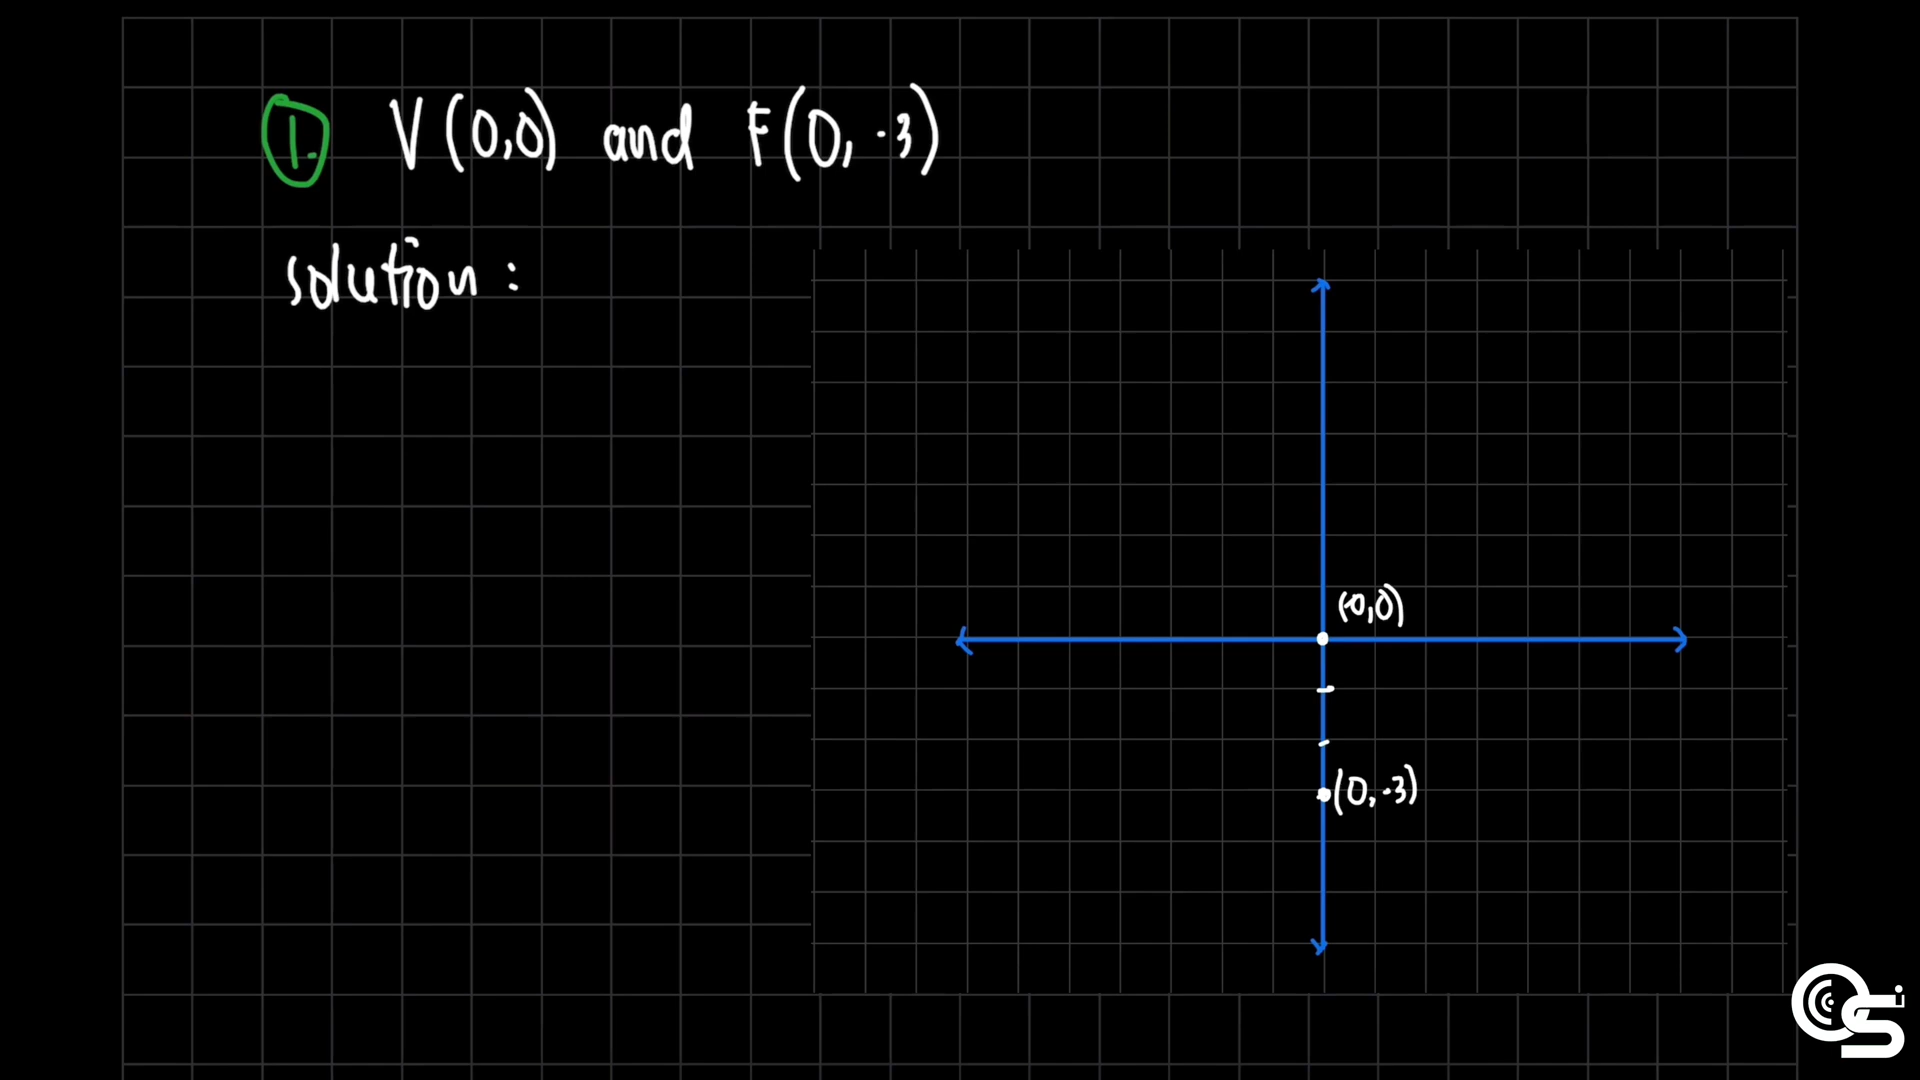 1. V(0,0) and F(0,-3)
solution :
(0,0)
(0,-3)